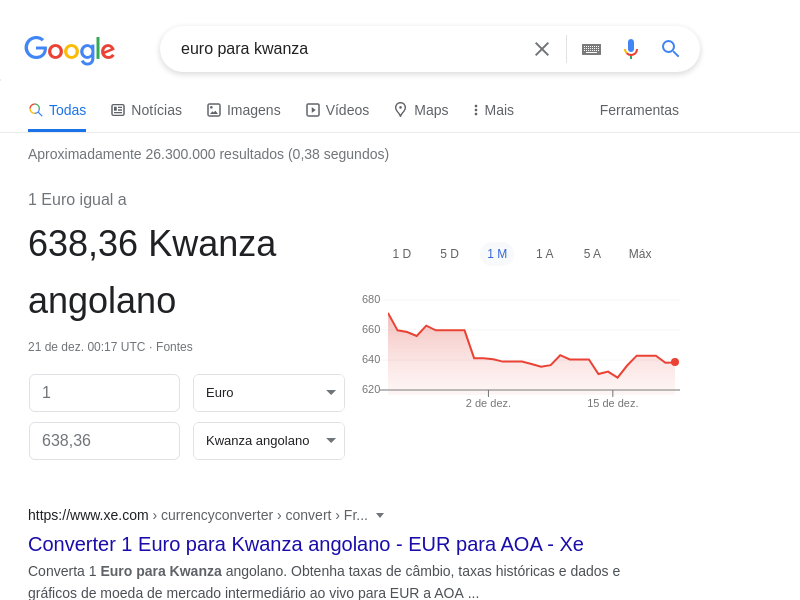 Google
euro para kwanza
Todas Notícias Imagens Vídeos Maps Mais Ferramentas
Aproximadamente 26.300.000 resultados (0,38 segundos)
1 Euro igual a
638,36 Kwanza
angolano
21 de dez. 00:17 UTC · Fontes
1 D 5 D 1 M 1 A 5 A Máx
680
660
640
620
2 de dez. 15 de dez.
1 Euro
638,36 Kwanza angolano
https://www.xe.com › currencyconverter › convert › Fr...
Converter 1 Euro para Kwanza angolano - EUR para AOA - Xe
Converta 1 Euro para Kwanza angolano. Obtenha taxas de câmbio, taxas históricas e dados e
gráficos de moeda de mercado intermediário ao vivo para EUR a AOA ...